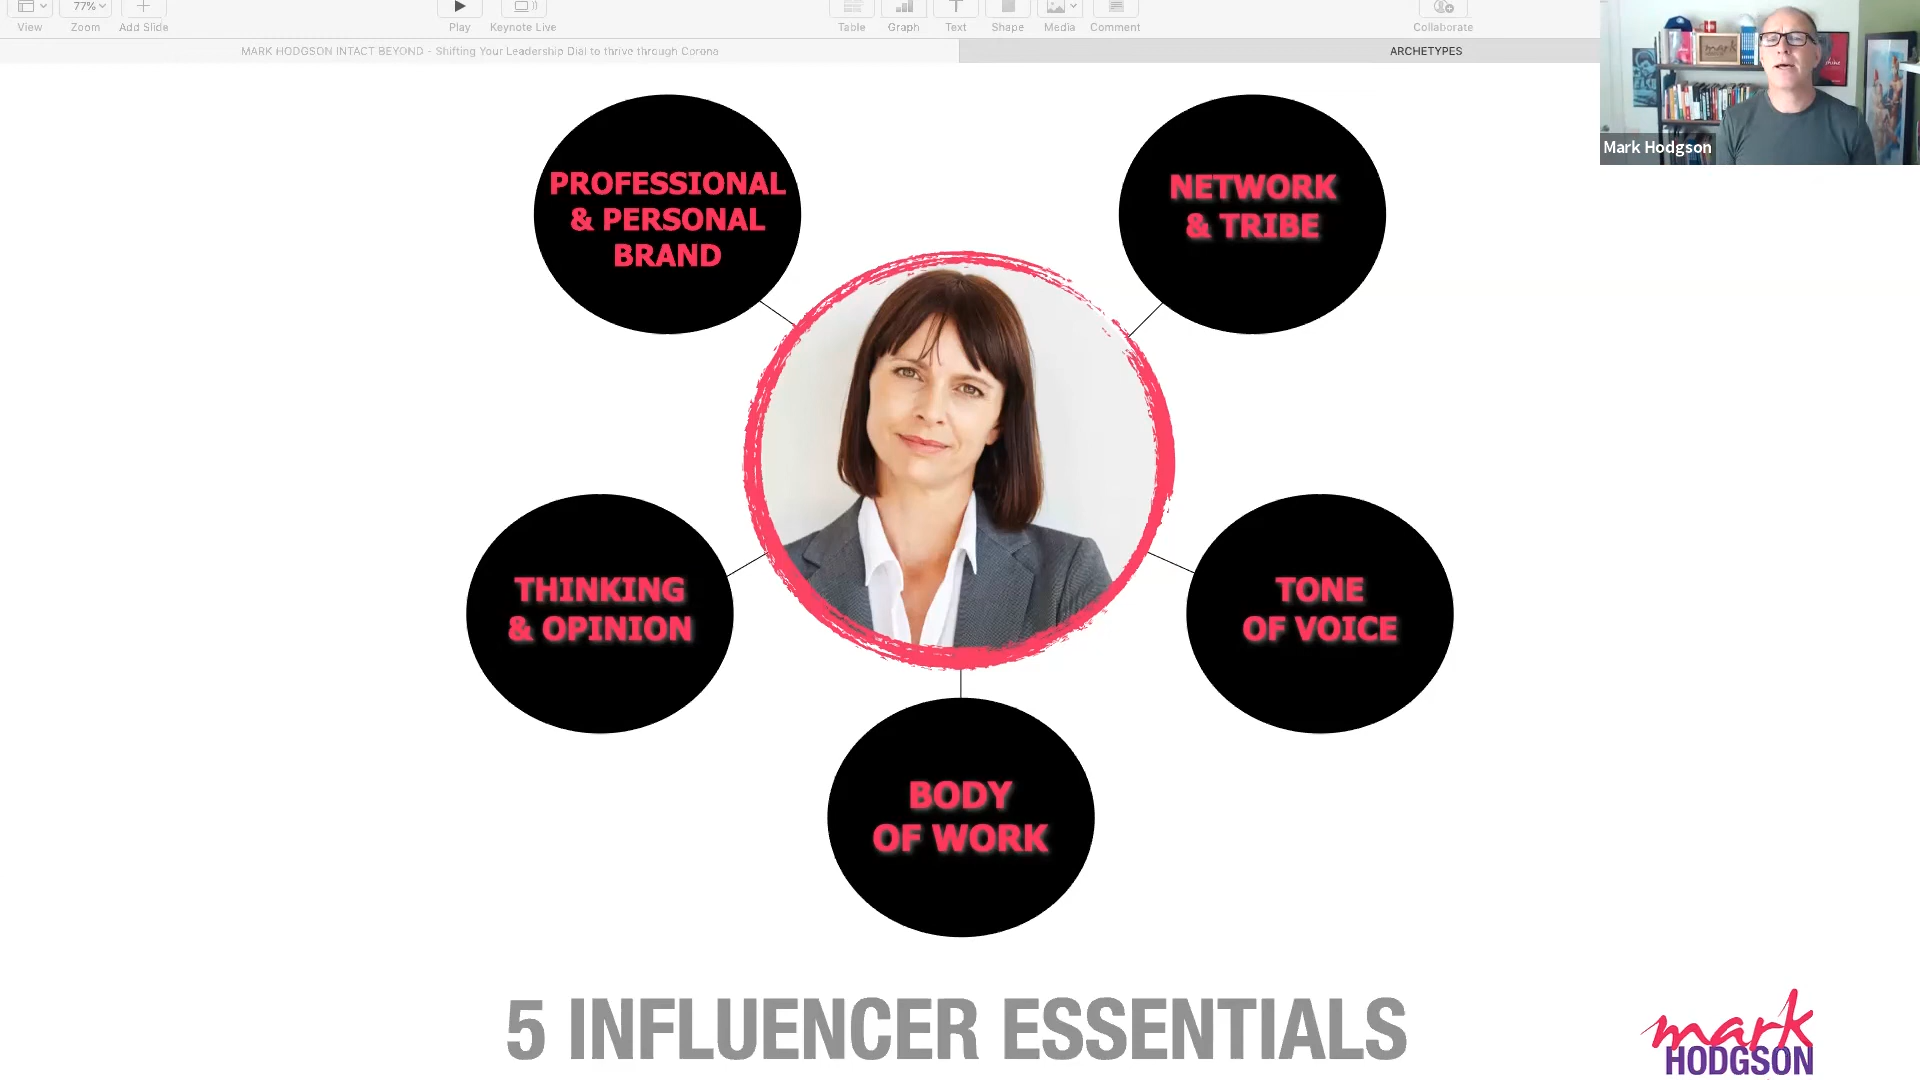 View
77%
Zoom
Add Slide
Play
Keynote Live
Table
Graph
Text
Shape
Media
Comment
Collaborate
MARK HODGSON INTACT BEYOND - Shifting Your Leadership Dial to thrive through Corona
ARCHETYPES
mark
Mark Hodgson
PROFESSIONAL
& PERSONAL
BRAND
NETWORK
& TRIBE
THINKING
& OPINION
TONE
OF VOICE
BODY
OF WORK
5 INFLUENCER ESSENTIALS
mark
HODGSON